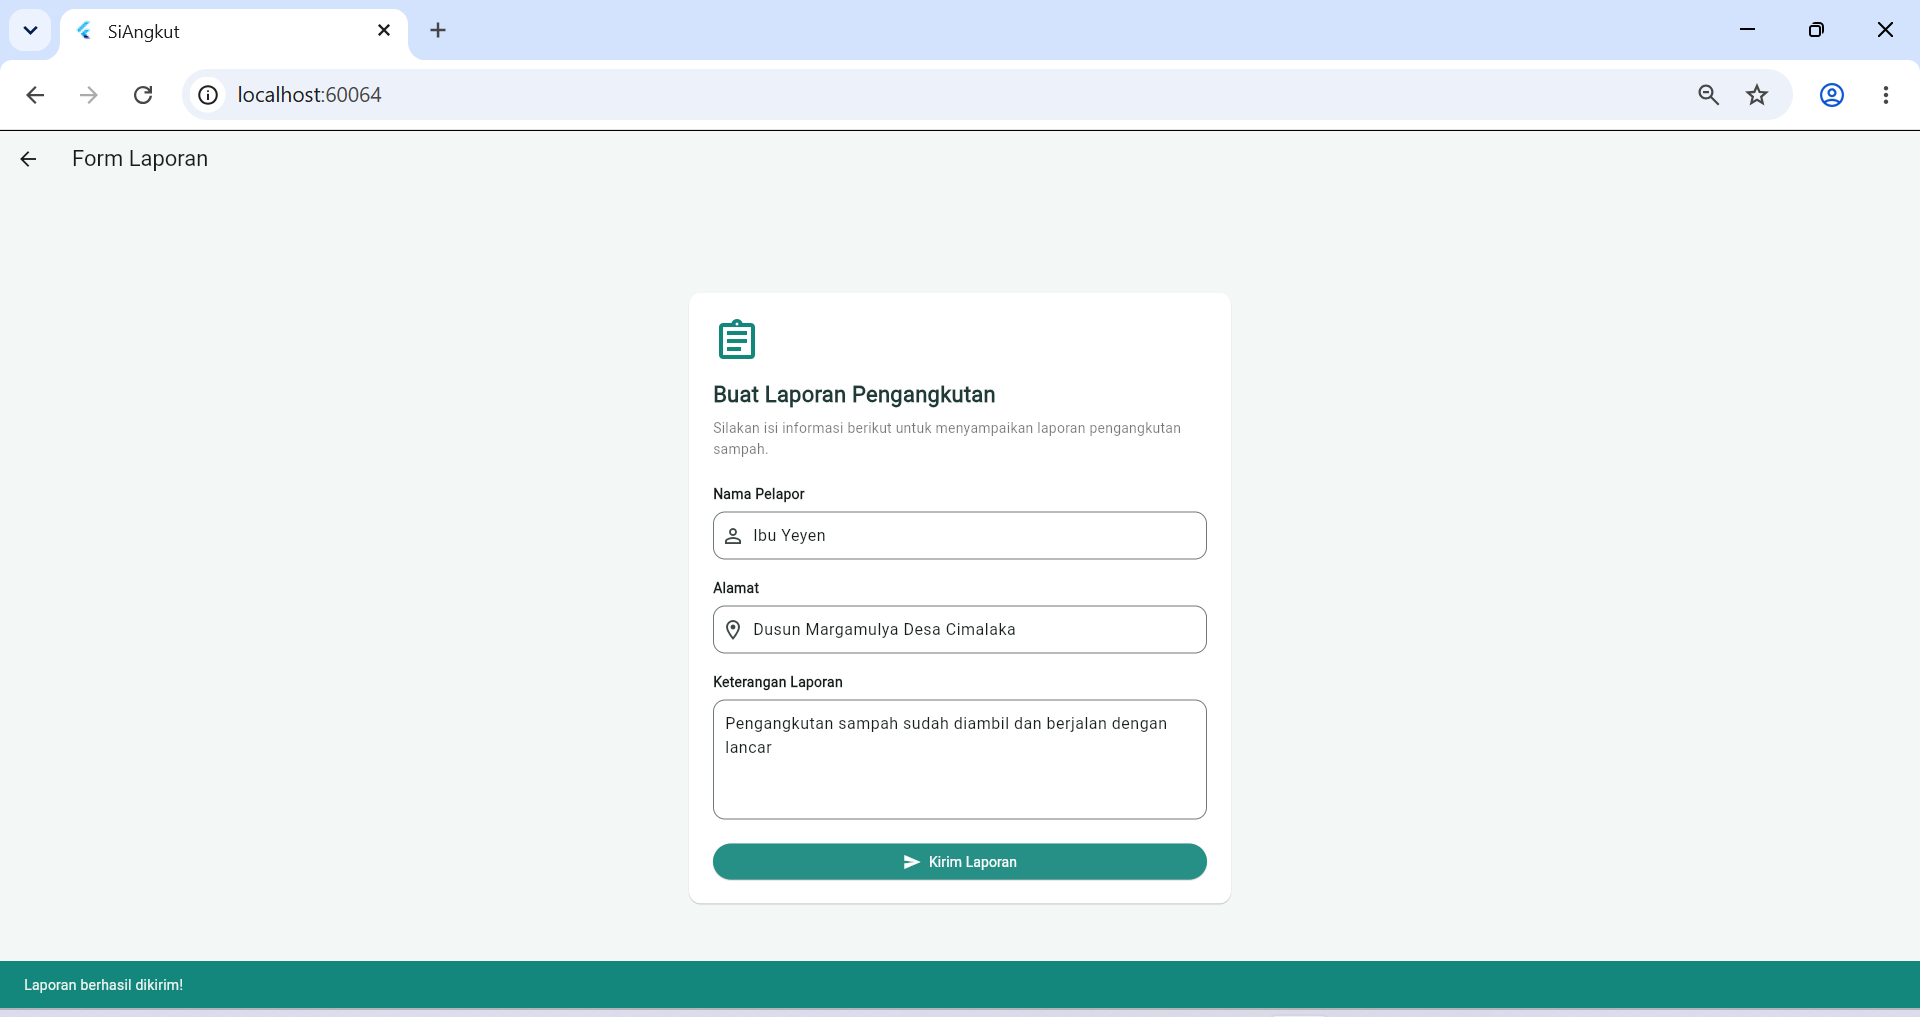 SiAngkut
localhost:60064
Form Laporan
Buat Laporan Pengangkutan
Silakan isi informasi berikut untuk menyampaikan laporan pengangkutan
sampah.
Nama Pelapor
Ibu Yeyen
Alamat
Dusun Margamulya Desa Cimalaka
Keterangan Laporan
Pengangkutan sampah sudah diambil dan berjalan dengan
lancar
Kirim Laporan
Laporan berhasil dikirim!